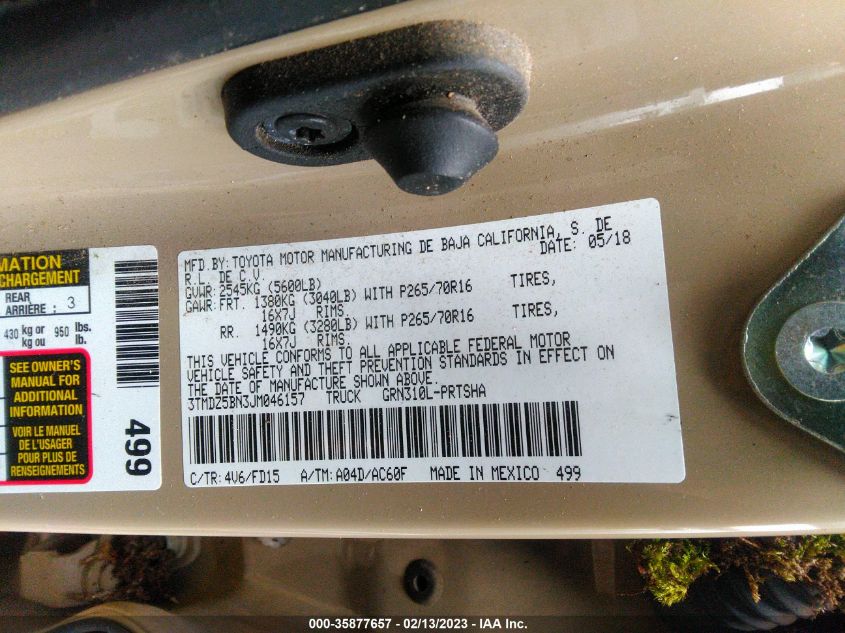 MFD.BY: TOYOTA MOTOR MANUFACTURING DE BAJA CALIFORNIA, S. DE
R.L. DE C.V. DATE: 05/18
GVWR: 2545KG (5600LB)
GAWR: FRT. 1380KG (3040LB) WITH P265/70R16 TIRES,
16X7J RIMS,
RR. 1490KG (3280LB) WITH P265/70R16 TIRES,
16X7J RIMS.
THIS VEHICLE CONFORMS TO ALL APPLICABLE FEDERAL MOTOR
VEHICLE SAFETY AND THEFT PREVENTION STANDARDS IN EFFECT ON
THE DATE OF MANUFACTURE SHOWN ABOVE.
3TMDZ5BN3JM046157 TRUCK GRN310L-PRTSHA
C/TR: 4V6/FD15 A/TM: A04D/AC60F MADE IN MEXICO 499
REAR
ARRIÈRE : 3
430 kg or 950 lbs.
kg ou lb.
SEE OWNER'S
MANUAL FOR
ADDITIONAL
INFORMATION
VOIR LE MANUEL
DE L'USAGER
POUR PLUS DE
RENSEIGNEMENTS
499
000-35877657 - 02/13/2023 - IAA Inc.